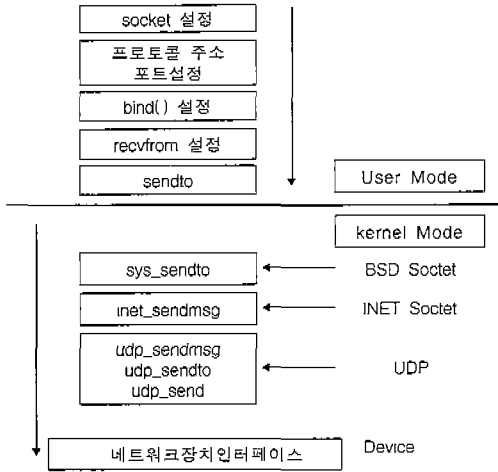 socket 설정
프로토콜 주소
포트설정
bind( ) 설정
recvfrom 설정
sendto
User Mode
kernel Mode
sys_sendto
BSD Soctet
inet_sendmsg
INET Soctet
udp_sendmsg
udp_sendto
udp_send
UDP
네트워크장치인터페이스
Device